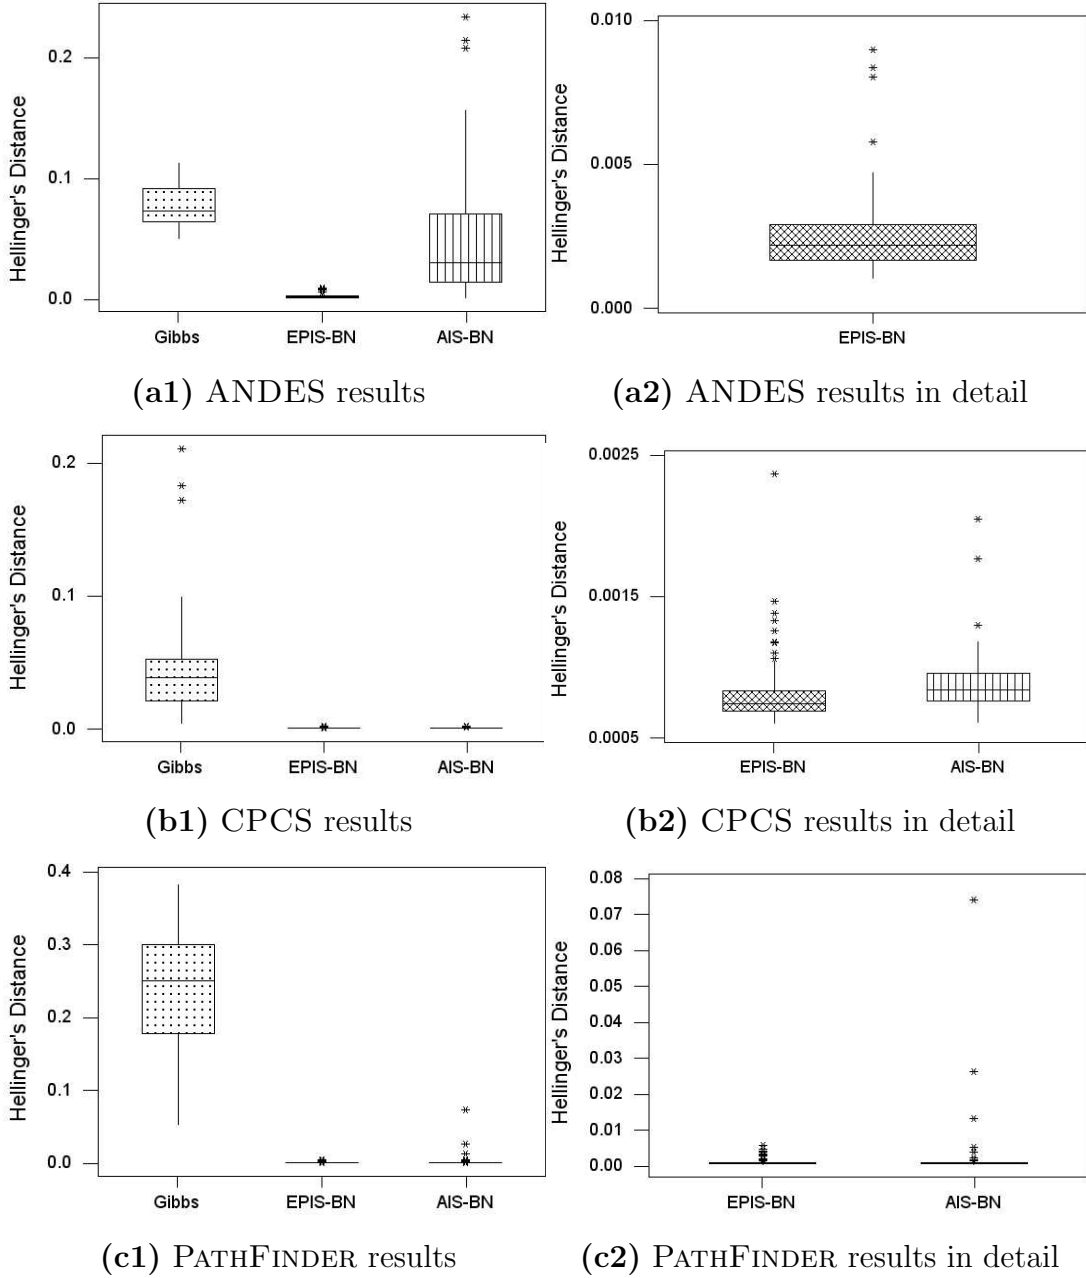 Hellinger's Distance
0.2
0.1
0.0
Gibbs EPIS-BN AIS-BN
(a1) ANDES results
Hellinger's Distance
0.010
0.005
0.000
EPIS-BN
(a2) ANDES results in detail
Hellinger's Distance
0.2
0.1
0.0
Gibbs EPIS-BN AIS-BN
(b1) CPCS results
Hellinger's Distance
0.0025
0.0015
0.0005
EPIS-BN AIS-BN
(b2) CPCS results in detail
Hellinger's Distance
0.4
0.3
0.2
0.1
0.0
Gibbs EPIS-BN AIS-BN
(c1) PATHFINDER results
Hellinger's Distance
0.08
0.07
0.06
0.05
0.04
0.03
0.02
0.01
0.00
EPIS-BN AIS-BN
(c2) PATHFINDER results in detail